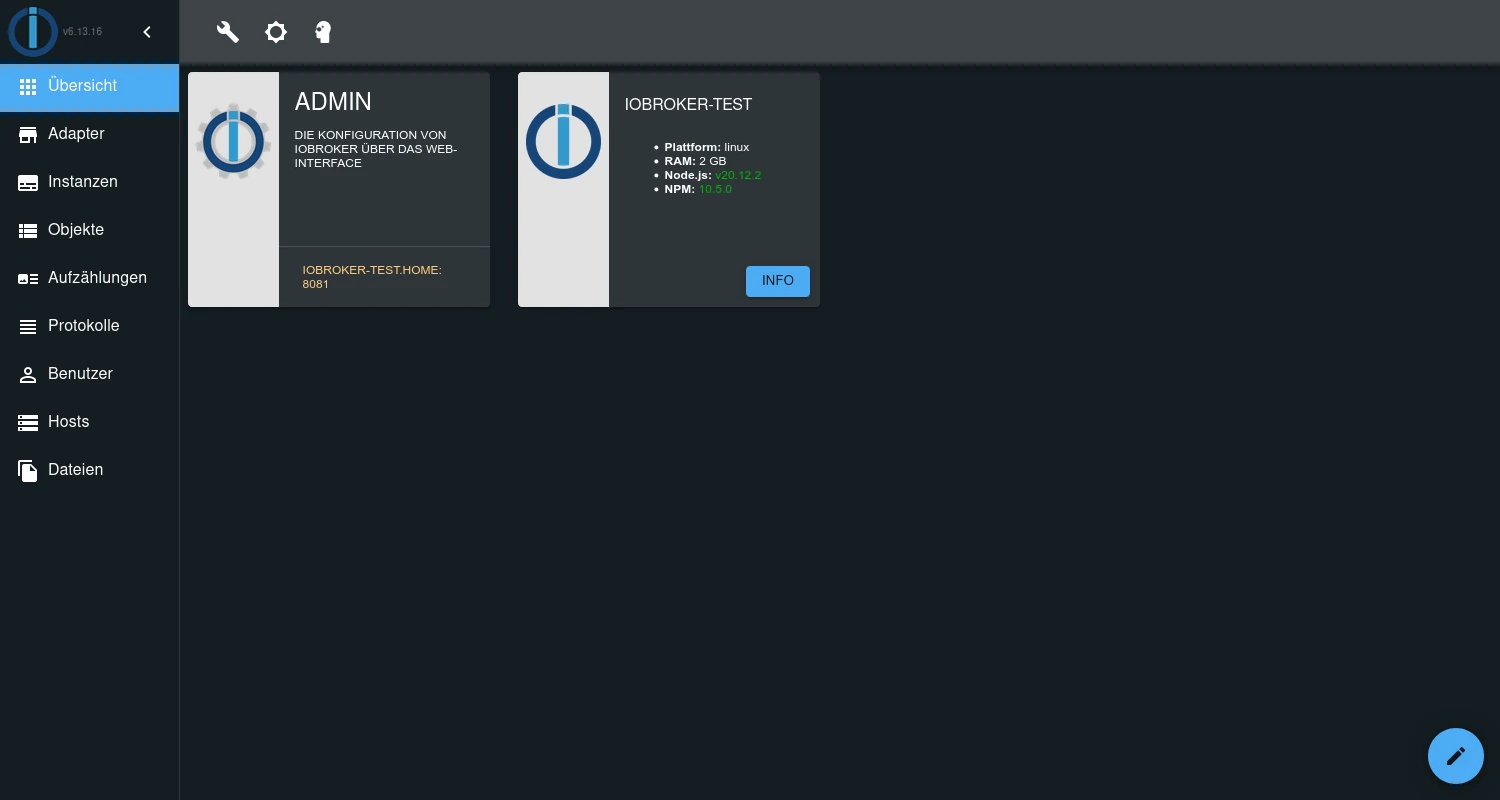 v6.13.16
Übersicht
Adapter
Instanzen
Objekte
Aufzählungen
Protokolle
Benutzer
Hosts
Dateien
ADMIN
DIE KONFIGURATION VON
IOBROKER ÜBER DAS WEB-
INTERFACE
IOBROKER-TEST.HOME:
8081
IOBROKER-TEST
Plattform: linux
RAM: 2 GB
Node.js: v20.12.2
NPM: 10.5.0
INFO